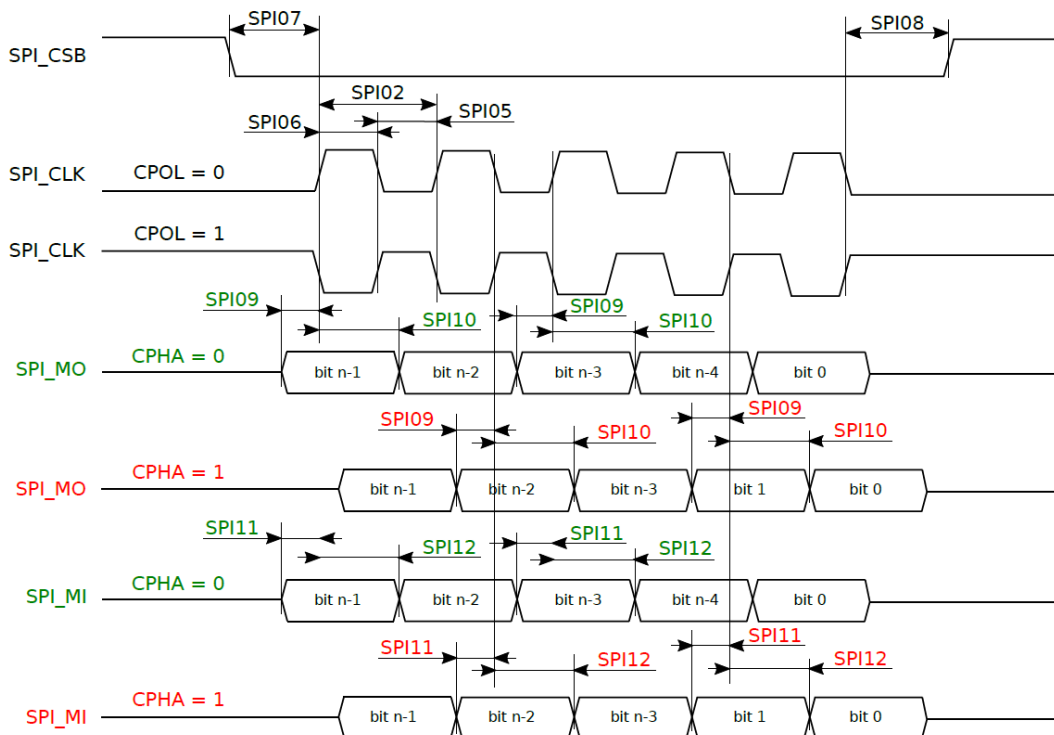 SPI07
SPI08
SPI_CSB
SPI02
SPI05
SPI06
SPI_CLK CPOL = 0
CPOL = 1
SPI_CLK
SPI09 SPI09
SPI10 SPI10
CPHA = 0
SPI_MO bit n-1 bit n-2 bit n-3 bit n-4 bit 0
SPI09 SPI09
SPI10 SPI10
CPHA = 1
SPI_MO bit n-1 bit n-2 bit n-3 bit 1 bit 0
SPI11 SPI11
SPI12 SPI12
CPHA = 0
SPI_MI bit n-1 bit n-2 bit n-3 bit n-4 bit 0
SPI11 SPI11
SPI12 SPI12
CPHA = 1
SPI_MI bit n-1 bit n-2 bit n-3 bit 1 bit 0